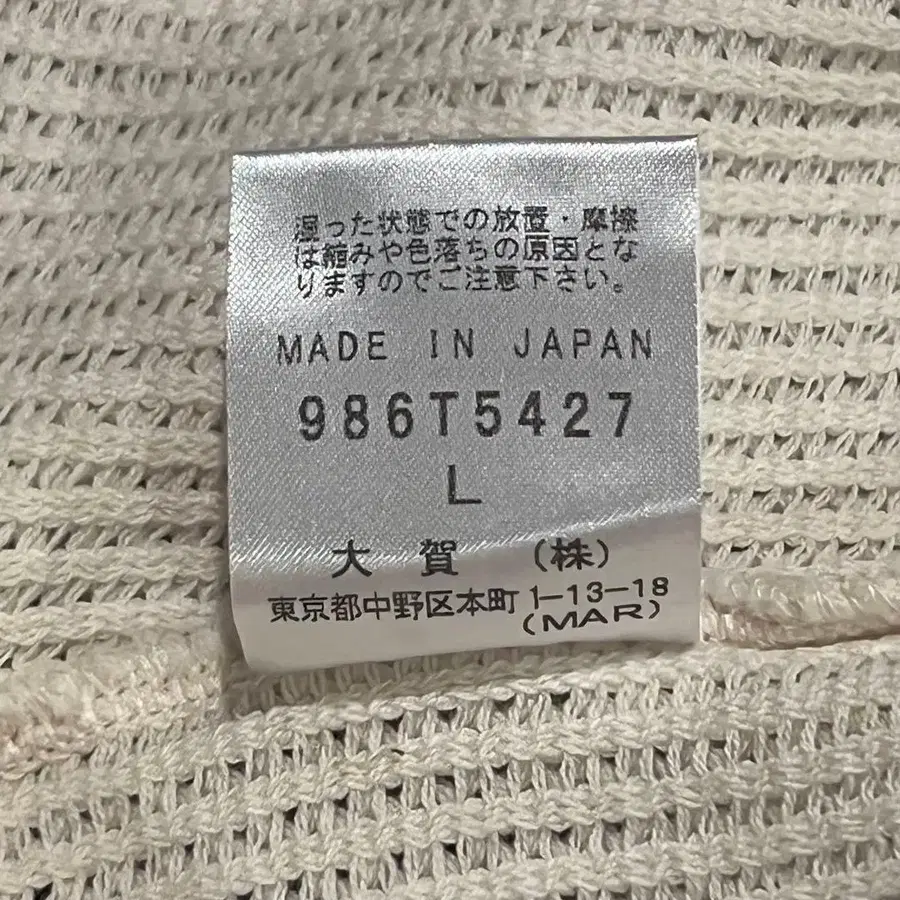 湿った状態での放置・摩擦
は縮みや色落ちの原因とな
りますのでご注意下さい。
MADE IN JAPAN
986T5427
L
大賀 (株)
東京都中野区本町 1-13-18
(MAR)